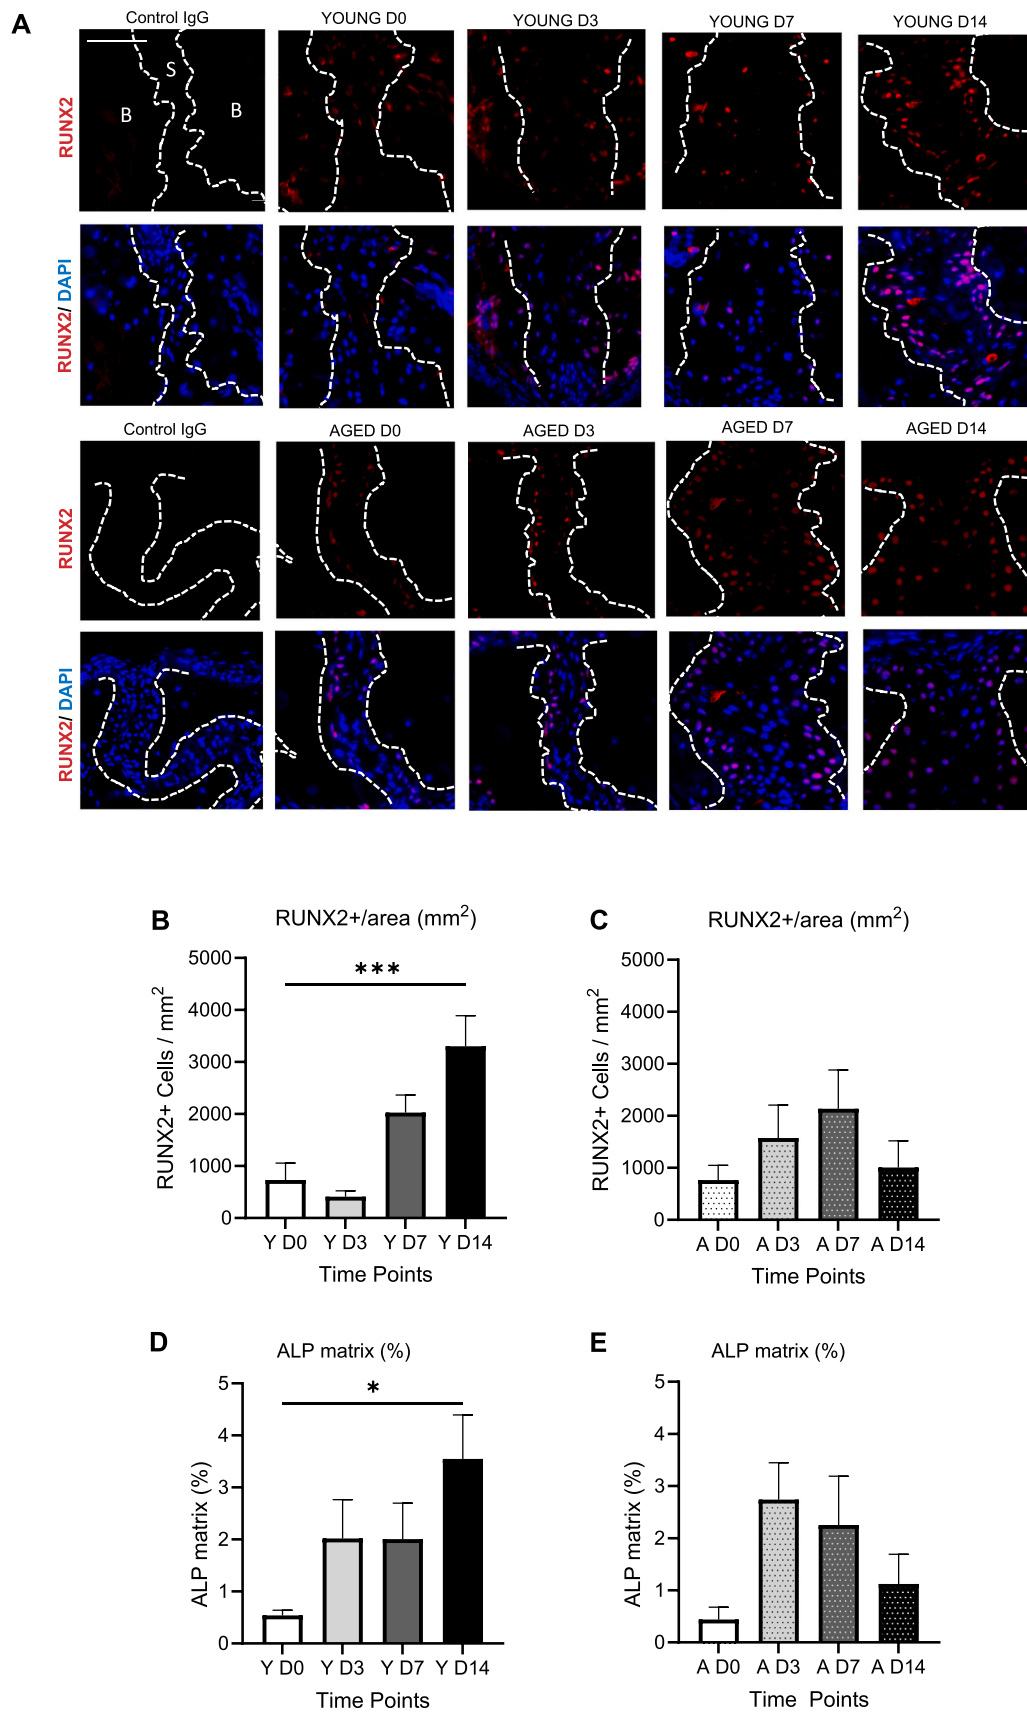 A
Control IgG YOUNG D0 YOUNG D3 YOUNG D7 YOUNG D14
RUNX2
S
B B
RUNX2/ DAPI
Control IgG AGED D0 AGED D3 AGED D7 AGED D14
RUNX2
RUNX2/ DAPI
B
RUNX2+/area (mm²)
RUNX2+ Cells / mm²
5000
4000
3000
2000
1000
0
***
Y D0 Y D3 Y D7 Y D14
Time Points
C
RUNX2+/area (mm²)
RUNX2+ Cells / mm²
5000
4000
3000
2000
1000
0
A D0 A D3 A D7 A D14
Time Points
D
ALP matrix (%)
ALP matrix (%)
5
4
3
2
1
0
*
Y D0 Y D3 Y D7 Y D14
Time Points
E
ALP matrix (%)
ALP matrix (%)
5
4
3
2
1
0
A D0 A D3 A D7 A D14
Time Points